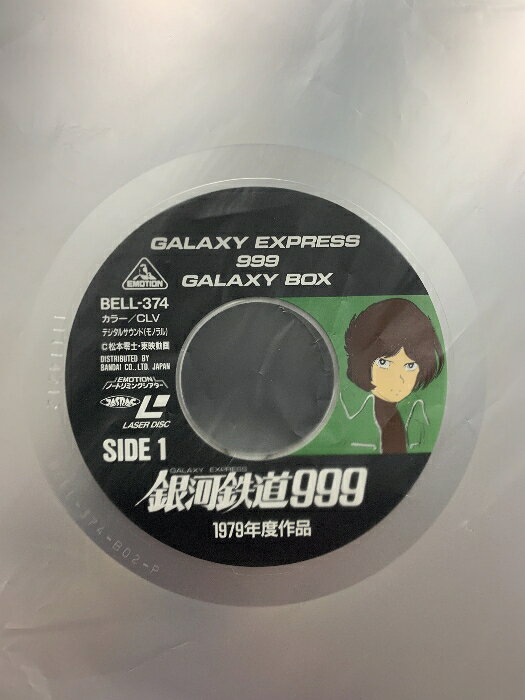 GALAXY EXPRESS
999
GALAXY BOX
EMOTION
BELL-374
カラー/CLV
デジタルサウンド(モノラル)
©松本零士・東映動画
DISTRIBUTED BY
BANDAI CO., LTD. JAPAN
EMOTION
ノートリミングシアター
JASRAC
LASER DISC
SIDE 1
GALAXY EXPRESS
銀河鉄道999
1979年度作品
-374-B02-P